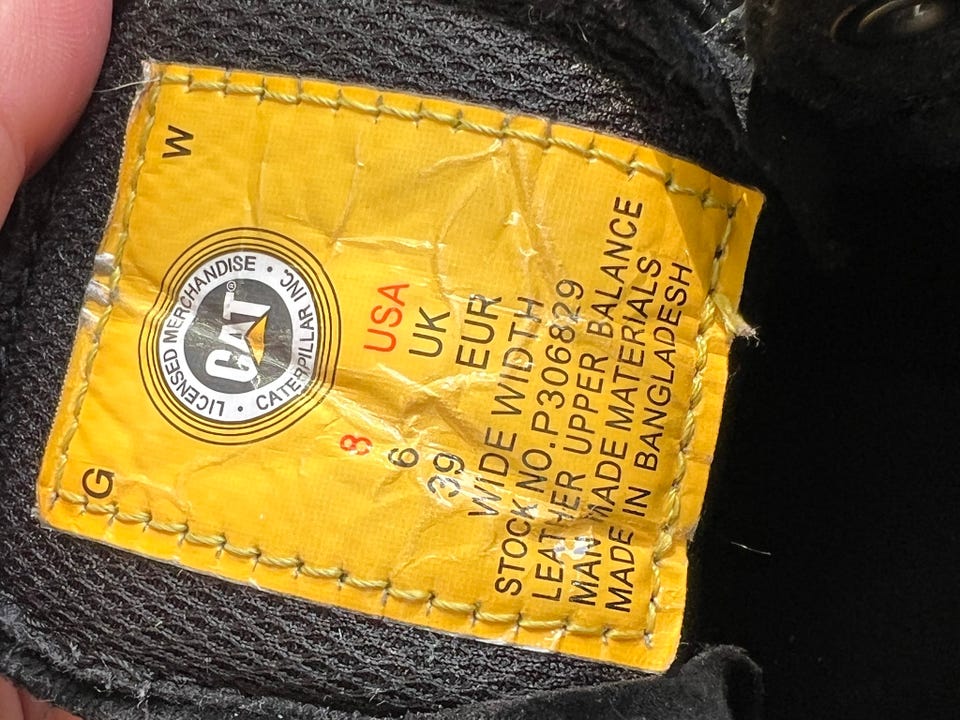 G W
LICENSED MERCHANDISE •
CAT®
CATERPILLAR INC. •
8 USA
6 UK
39 EUR
WIDE WIDTH
STOCK NO.P306829
LEATHER UPPER BALANCE
MAN MADE MATERIALS
MADE IN BANGLADESH